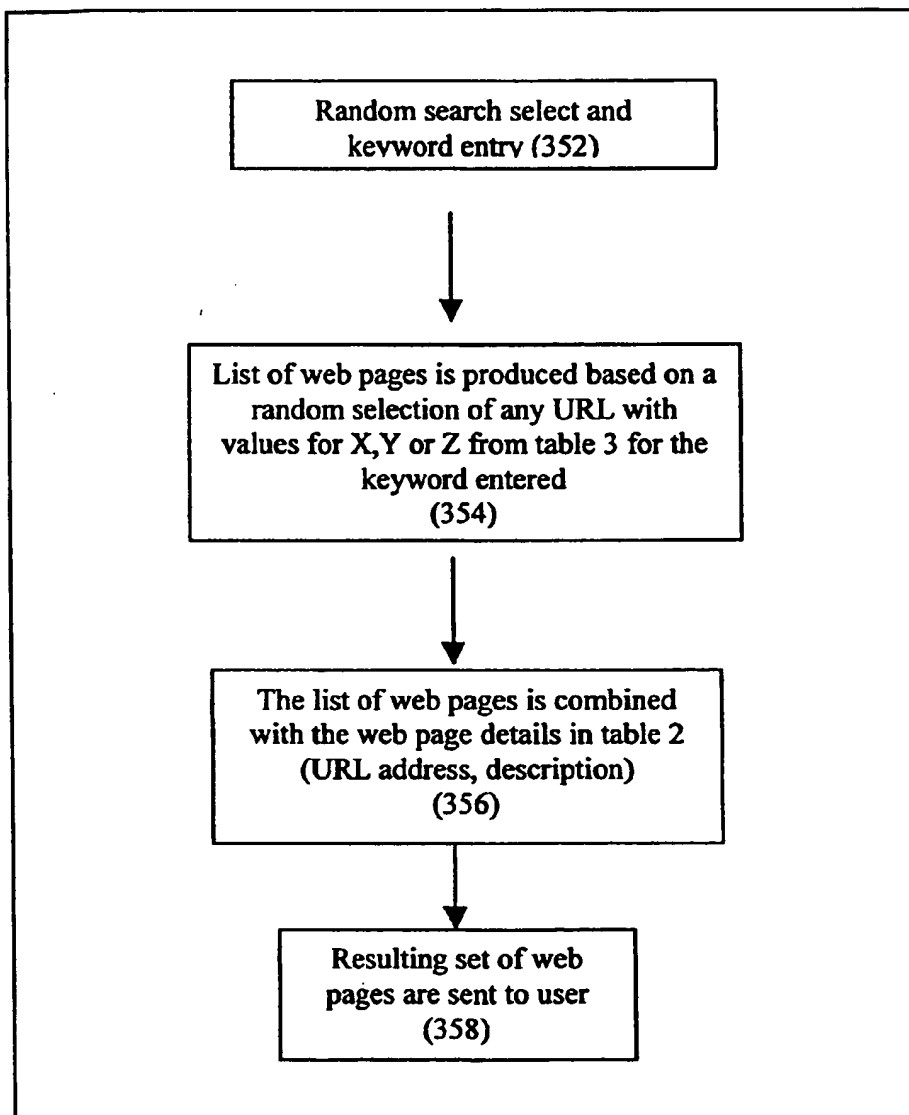 Random search select and
keyword entry (352)
List of web pages is produced based on a
random selection of any URL with
values for X,Y or Z from table 3 for the
keyword entered
(354)
The list of web pages is combined
with the web page details in table 2
(URL address, description)
(356)
Resulting set of web
pages are sent to user
(358)